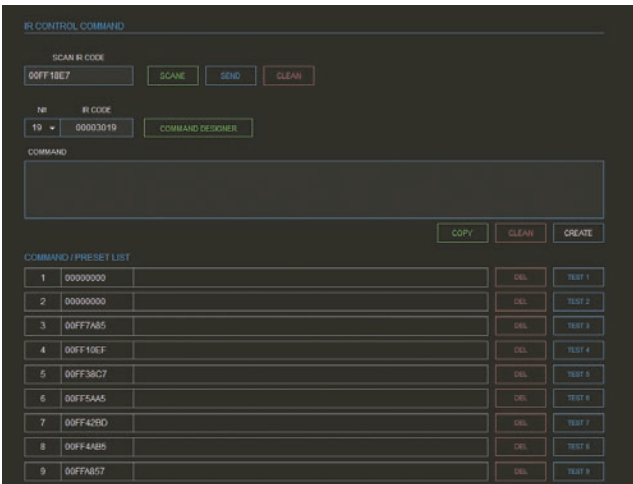 IR CONTROL COMMAND
SCAN IR CODE
00FF18E7 SCANE SEND CLEAN
№ IR CODE
19 00003019 COMMAND DESIGNER
COMMAND
COPY CLEAN CREATE
COMMAND / PRESET LIST
1 00000000 DEL TEST 1
2 00000000 DEL TEST 2
3 00FF7A85 DEL TEST 3
4 00FF10EF DEL TEST 4
5 00FF38C7 DEL TEST 5
6 00FF5AA5 DEL TEST 6
7 00FF42BD DEL TEST 7
8 00FF4AB5 DEL TEST 8
9 00FFA857 DEL TEST 9